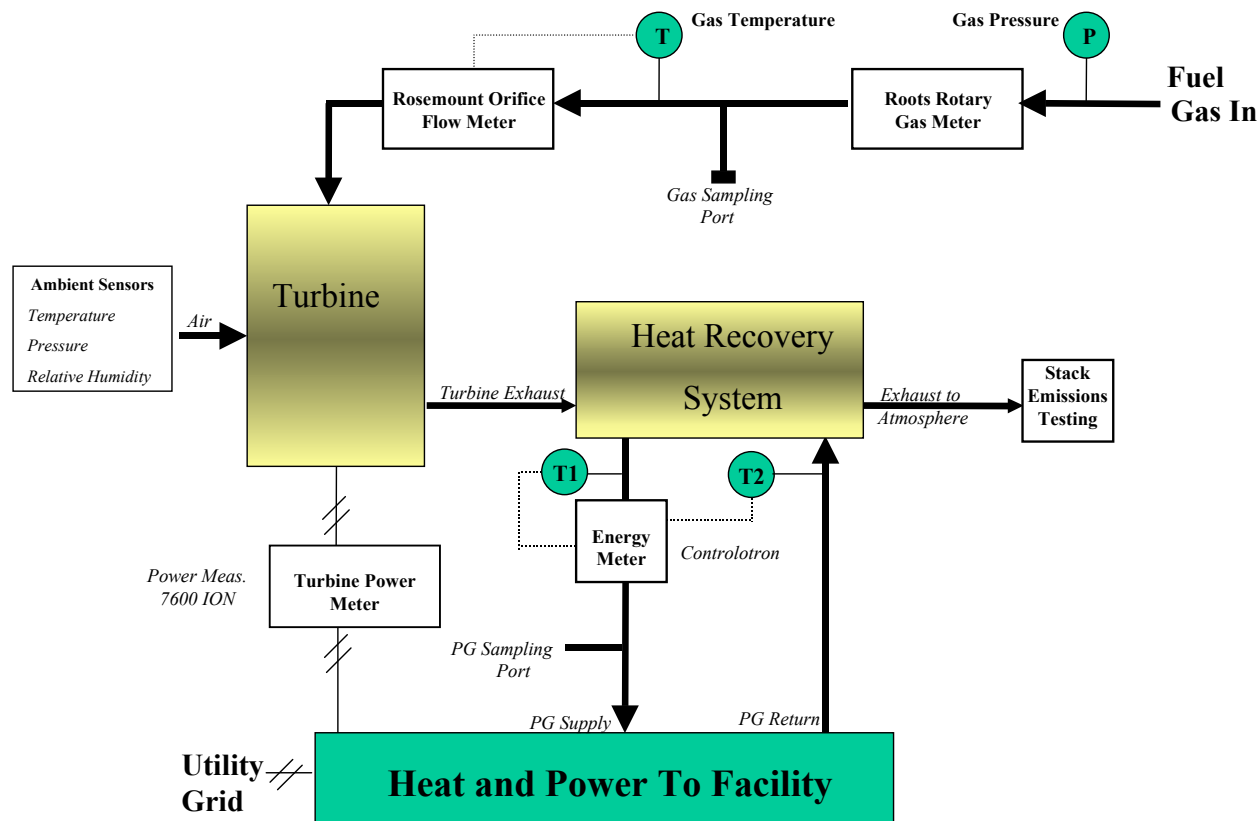 Gas Temperature
Gas Pressure
T
P
Fuel
Gas In
Rosemount Orifice
Flow Meter
Roots Rotary
Gas Meter
Gas Sampling
Port
Ambient Sensors
Temperature
Pressure
Relative Humidity
Air
Turbine
Heat Recovery
System
Turbine Exhaust
Exhaust to
Atmosphere
Stack
Emissions
Testing
T1
T2
Energy
Meter
Controlotron
Power Meas.
7600 ION
Turbine Power
Meter
PG Sampling
Port
PG Supply
PG Return
Utility
Grid
Heat and Power To Facility